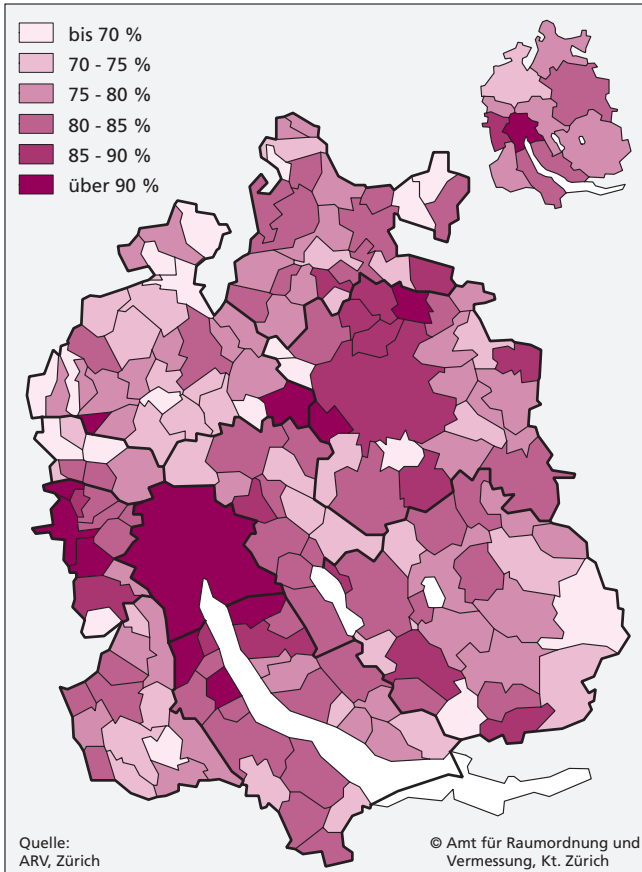 bis 70 %
70 - 75 %
75 - 80 %
80 - 85 %
85 - 90 %
über 90 %
Quelle:
ARV, Zürich
© Amt für Raumordnung und
Vermessung, Kt. Zürich